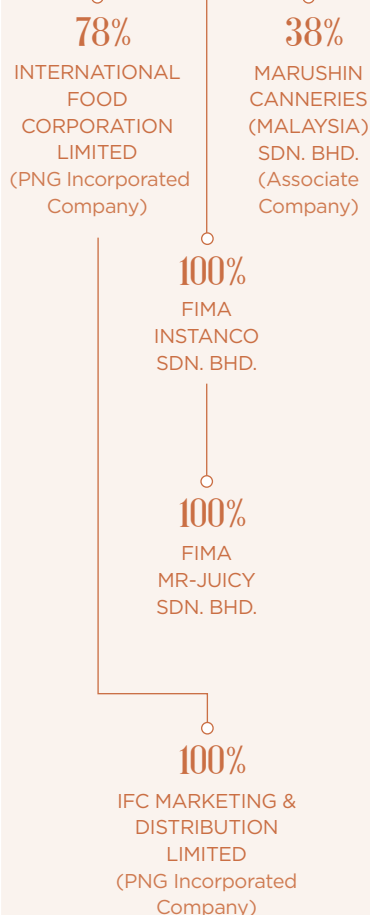 78%
INTERNATIONAL
FOOD
CORPORATION
LIMITED
(PNG Incorporated
Company)
38%
MARUSHIN
CANNERIES
(MALAYSIA)
SDN. BHD.
(Associate
Company)
100%
FIMA
INSTANCO
SDN. BHD.
100%
FIMA
MR-JUICY
SDN. BHD.
100%
IFC MARKETING &
DISTRIBUTION
LIMITED
(PNG Incorporated
Company)